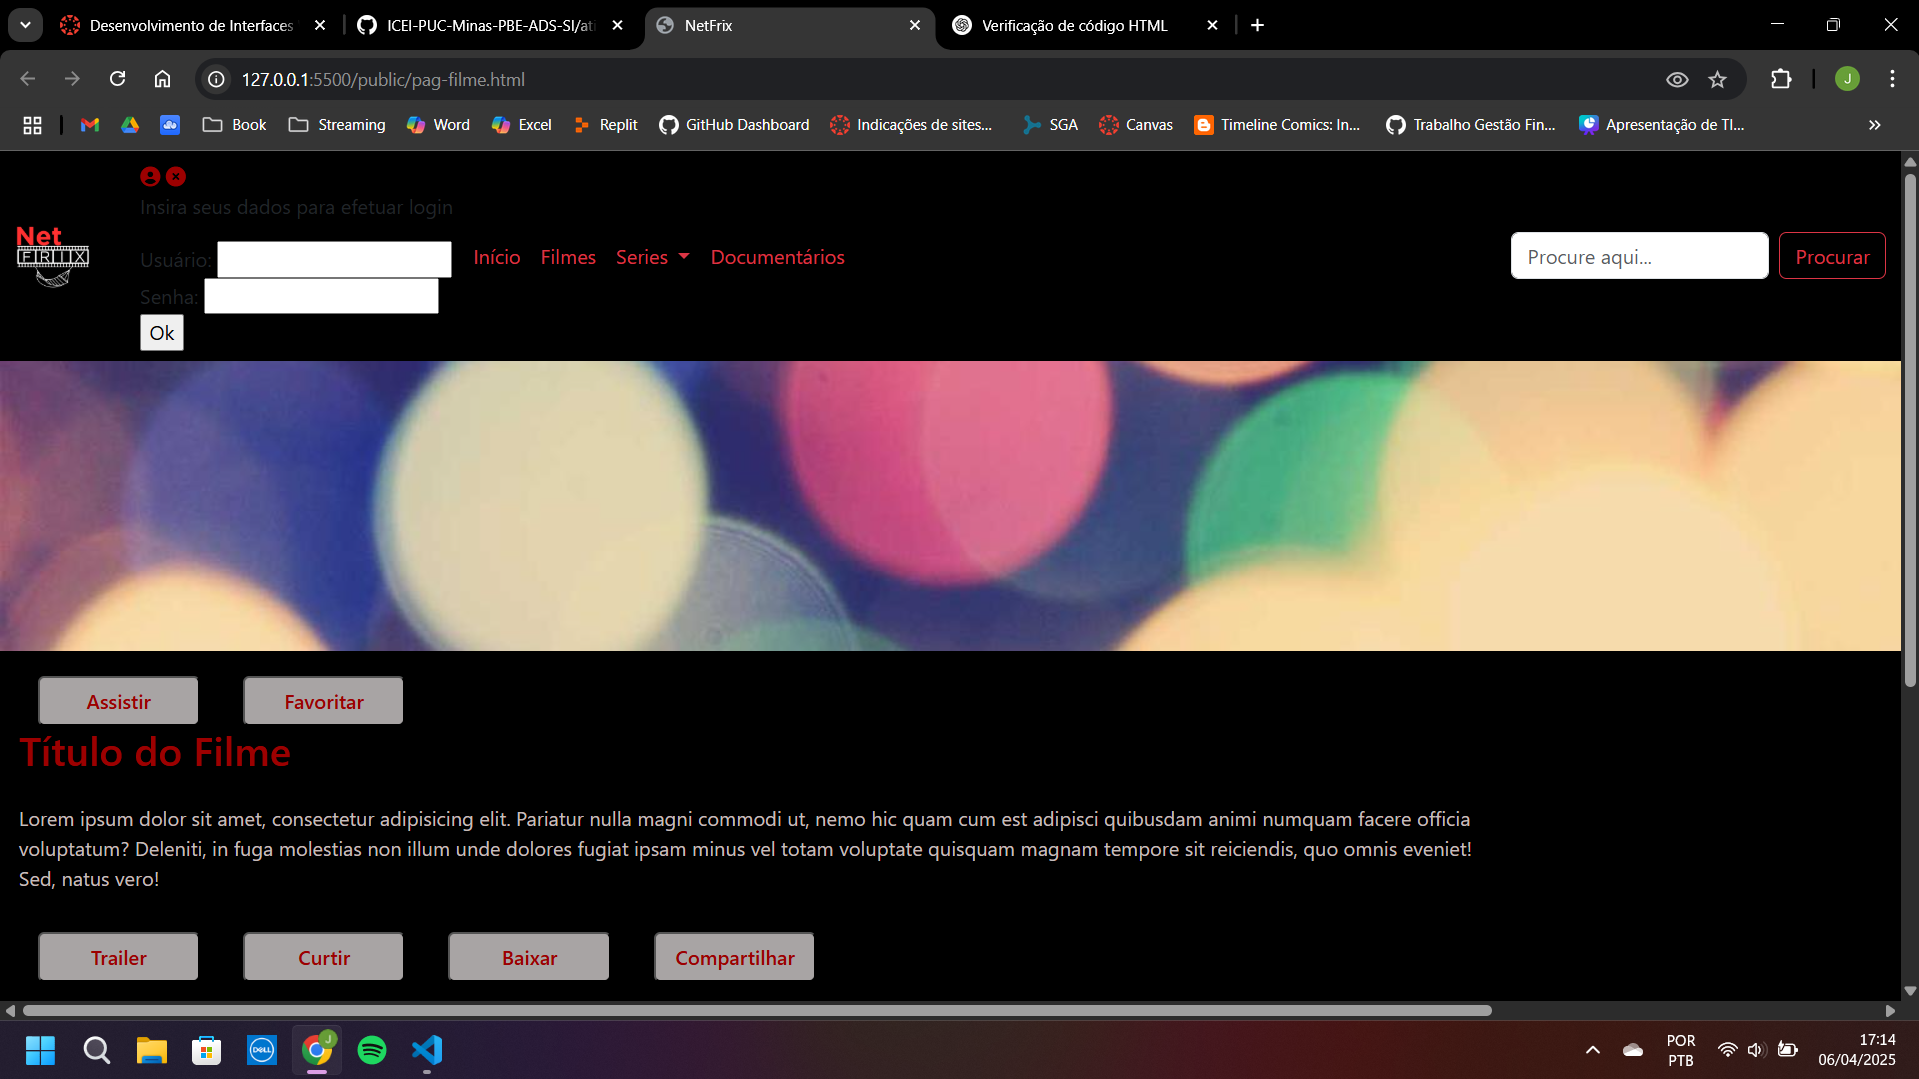 Desenvolvimento de Interfaces
ICEI-PUC-Minas-PBE-ADS-SI/ati
NetFrix
Verificação de código HTML
127.0.0.1:5500/public/pag-filme.html
J
Book
Streaming
Word
Excel
Replit
GitHub Dashboard
Indicações de sites...
SGA
Canvas
Timeline Comics: In...
Trabalho Gestão Fin...
Apresentação de TI...
Insira seus dados para efetuar login
Net
FRIIX
Usuário:
Senha:
Ok
Início
Filmes
Series
Documentários
Procure aqui...
Procurar
Assistir
Favoritar
Título do Filme
Lorem ipsum dolor sit amet, consectetur adipisicing elit. Pariatur nulla magni commodi ut, nemo hic quam cum est adipisci quibusdam animi numquam facere officia
voluptatum? Deleniti, in fuga molestias non illum unde dolores fugiat ipsam minus vel totam voluptate quisquam magnam tempore sit reiciendis, quo omnis eveniet!
Sed, natus vero!
Trailer
Curtir
Baixar
Compartilhar
DELL
J
POR
PTB
17:14
06/04/2025